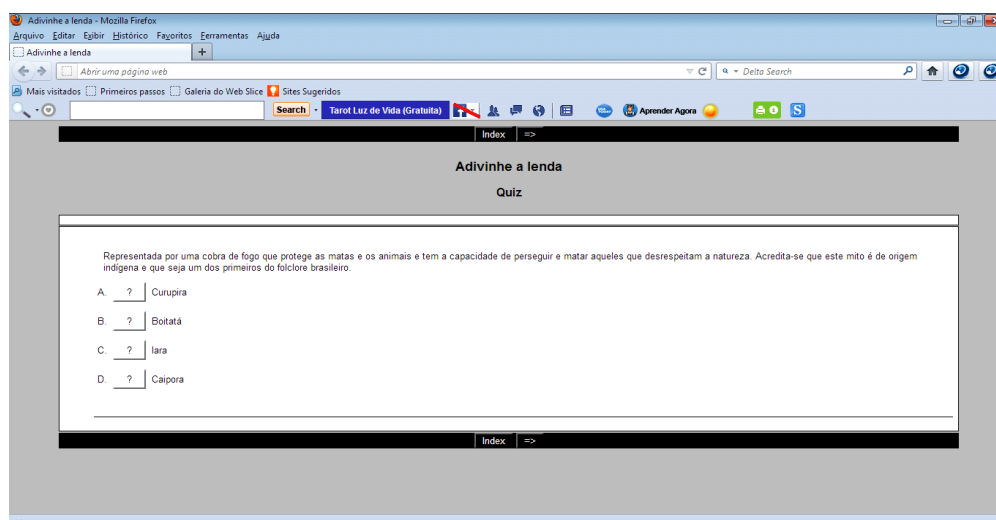 Adivinhe a lenda - Mozilla Firefox
Arquivo Editar Exibir Histórico Favoritos Ferramentas Ajuda
Adivinhe a lenda +
Abrir uma página web Delta Search
Mais visitados Primeiros passos Galeria do Web Slice Sites Sugeridos
Search Tarot Luz de Vida (Gratuita) Aprender Agora S
Index =>
Adivinhe a lenda
Quiz
Representada por uma cobra de fogo que protege as matas e os animais e tem a capacidade de perseguir e matar aqueles que desrespeitam a natureza. Acredita-se que este mito é de origem
indígena e que seja um dos primeiros do folclore brasileiro.
A. ? Curupira
B. ? Boitatá
C. ? Iara
D. ? Caipora
Index =>